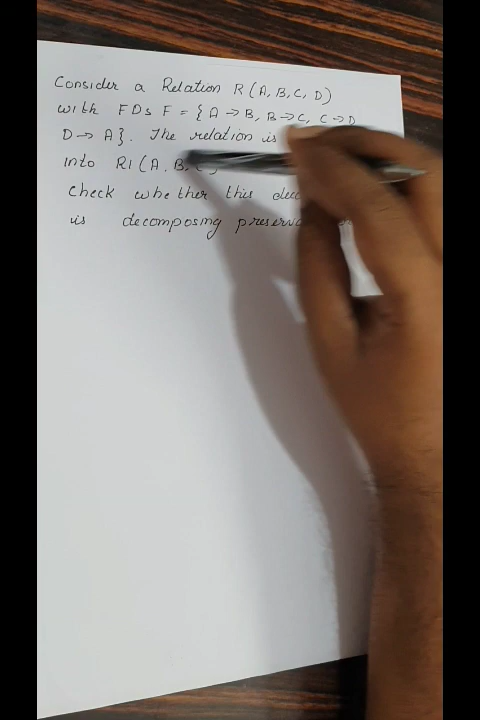 Consider a Relation R(A, B, C, D)
with FDs F = {A → B, B → C, C → D
D → A}. The relation is
into R1 (A, B,
Check whether this
is decomposing